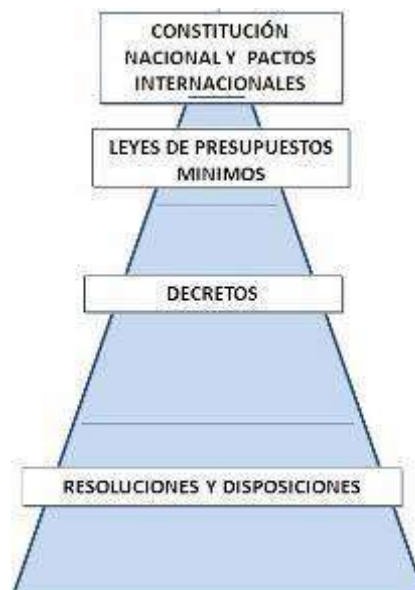 CONSTITUCIÓN
NACIONAL Y PACTOS
INTERNACIONALES
LEYES DE PRESUPUESTOS
MINIMOS
DECRETOS
RESOLUCIONES Y DISPOSICIONES